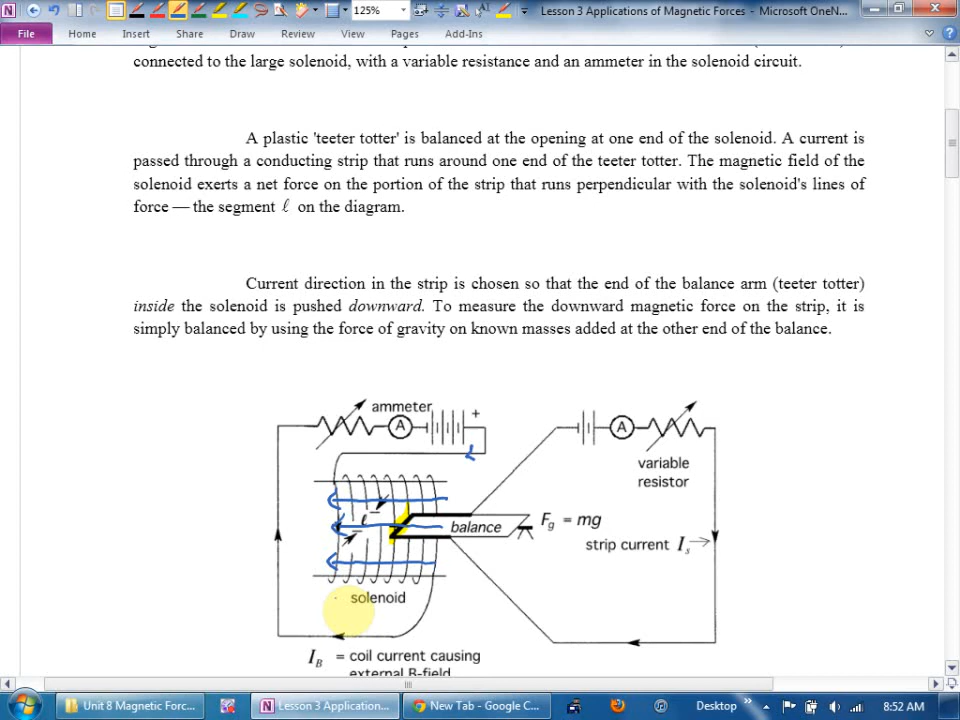 125%
Lesson 3 Applications of Magnetic Forces - Microsoft OneN...
File Home Insert Share Draw Review View Pages Add-Ins
connected to the large solenoid, with a variable resistance and an ammeter in the solenoid circuit.
A plastic 'teeter totter' is balanced at the opening at one end of the solenoid. A current is
passed through a conducting strip that runs around one end of the teeter totter. The magnetic field of the
solenoid exerts a net force on the portion of the strip that runs perpendicular with the solenoid's lines of
force — the segment ℓ on the diagram.
Current direction in the strip is chosen so that the end of the balance arm (teeter totter)
inside the solenoid is pushed downward. To measure the downward magnetic force on the strip, it is
simply balanced by using the force of gravity on known masses added at the other end of the balance.
ammeter
+
A
A
variable
resistor
ℓ
balance
F_g = mg
strip current I_s
solenoid
I_B = coil current causing
external B-field
Unit 8 Magnetic Forc...
Lesson 3 Application...
New Tab - Google C...
Desktop
8:52 AM